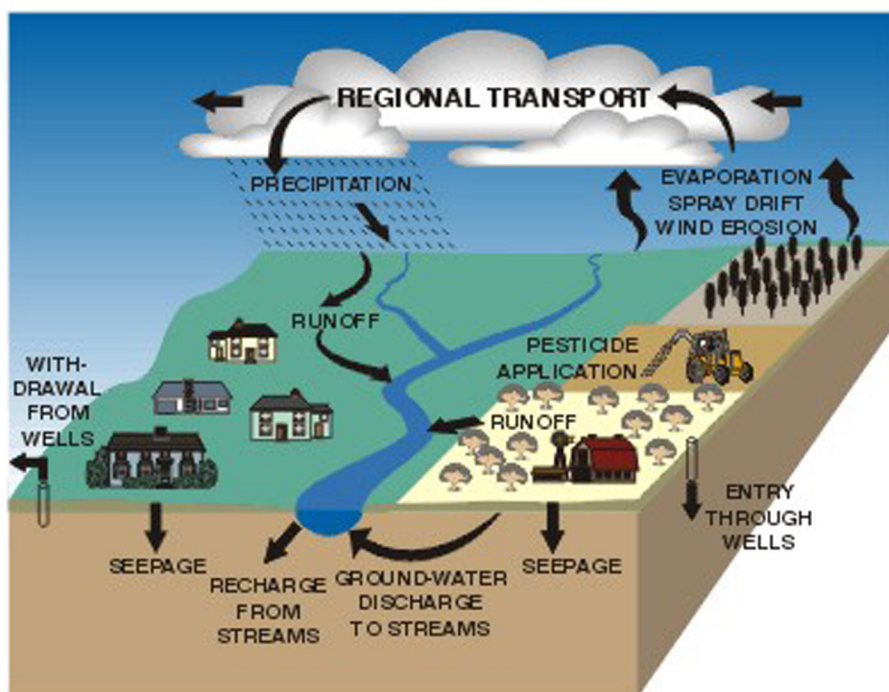 REGIONAL TRANSPORT
PRECIPITATION
EVAPORATION
SPRAY DRIFT
WIND EROSION
RUNOFF
PESTICIDE
APPLICATION
WITH-
DRAWAL
FROM
WELLS
RUNOFF
ENTRY
THROUGH
WELLS
SEEPAGE
RECHARGE
FROM
STREAMS
GROUND-WATER
DISCHARGE
TO STREAMS
SEEPAGE